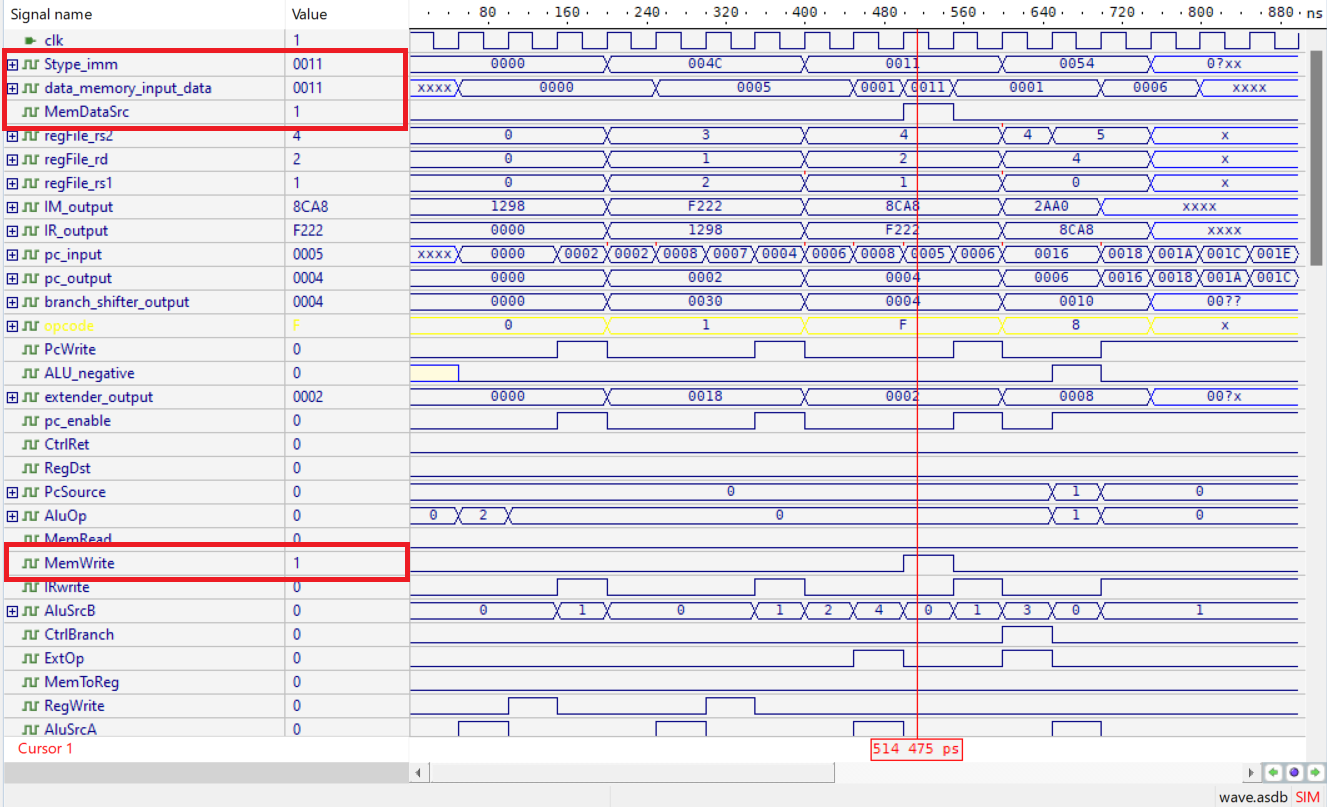 Signal name Value 80 160 240 320 400 480 560 640 720 800 880 ns
clk 1
Stype_imm 0011 0000 004C 0011 0054 0?xx
data_memory_input_data 0011 xxxx 0000 0005 0001 0011 0001 0006 xxxx
MemDataSrc 1
regFile_rs2 4 0 3 4 4 5 x
regFile_rd 2 0 1 2 4 x
regFile_rs1 1 0 2 1 0 x
IM_output 8CA8 1298 F222 8CA8 2AA0 xxxx
IR_output F222 0000 1298 F222 8CA8 xxxx
pc_input 0005 xxxx 0000 0002 0002 0008 0007 0004 0006 0008 0005 0006 0016 0018 001A 001C 001E
pc_output 0004 0000 0002 0004 0006 0016 0018 001A 001C
branch_shifter_output 0004 0000 0030 0004 0010 00??
opcode F 0 1 F 8 x
PcWrite 0
ALU_negative 0
extender_output 0002 0000 0018 0002 0008 00?x
pc_enable 0
CtrlRet 0
RegDst 0
PcSource 0 0 1 0
AluOp 0 0 2 0 1 0
MemRead 0
MemWrite 1
IRwrite 0
AluSrcB 0 0 1 0 1 2 4 0 1 3 0 1
CtrlBranch 0
ExtOp 0
MemToReg 0
RegWrite 0
AluSrcA 0
Cursor 1 514 475 ps
wave.asdb SIM